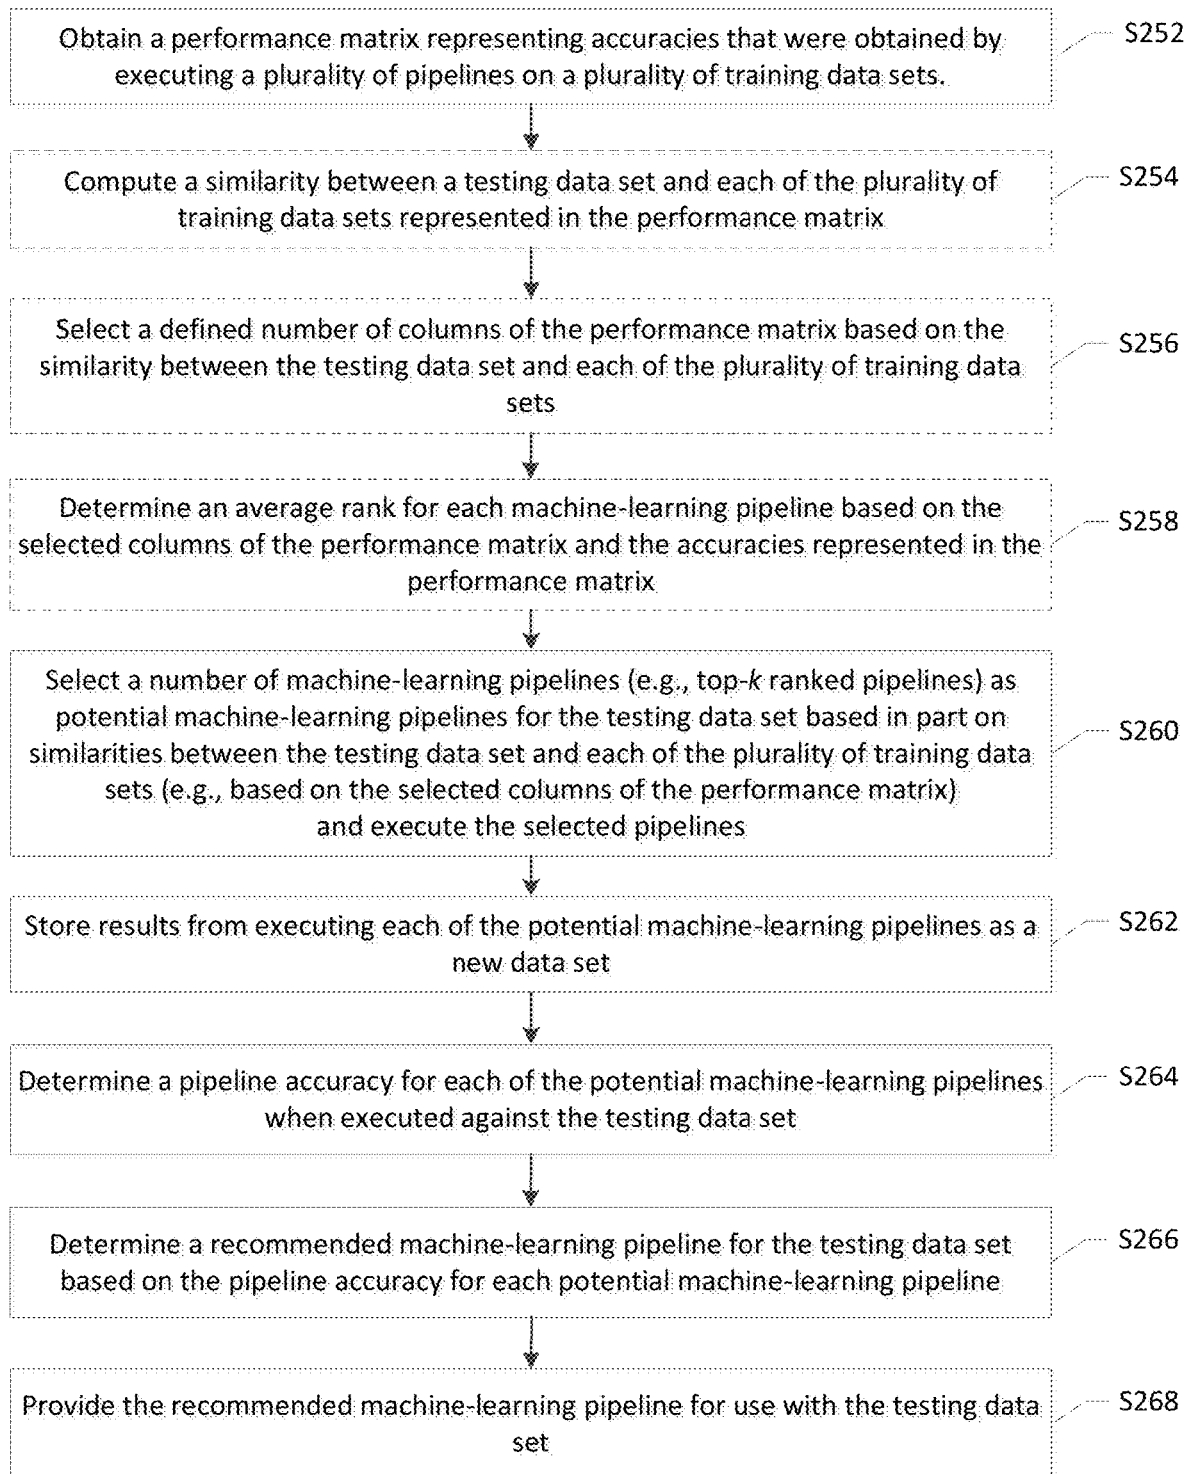 Obtain a performance matrix representing accuracies that were obtained by
executing a plurality of pipelines on a plurality of training data sets.
S252
Compute a similarity between a testing data set and each of the plurality of
training data sets represented in the performance matrix
S254
Select a defined number of columns of the performance matrix based on the
similarity between the testing data set and each of the plurality of training data
sets
S256
Determine an average rank for each machine-learning pipeline based on the
selected columns of the performance matrix and the accuracies represented in the
performance matrix
S258
Select a number of machine-learning pipelines (e.g., top-k ranked pipelines) as
potential machine-learning pipelines for the testing data set based in part on
similarities between the testing data set and each of the plurality of training data
sets (e.g., based on the selected columns of the performance matrix)
and execute the selected pipelines
S260
Store results from executing each of the potential machine-learning pipelines as a
new data set
S262
Determine a pipeline accuracy for each of the potential machine-learning pipelines
when executed against the testing data set
S264
Determine a recommended machine-learning pipeline for the testing data set
based on the pipeline accuracy for each potential machine-learning pipeline
S266
Provide the recommended machine-learning pipeline for use with the testing data
set
S268